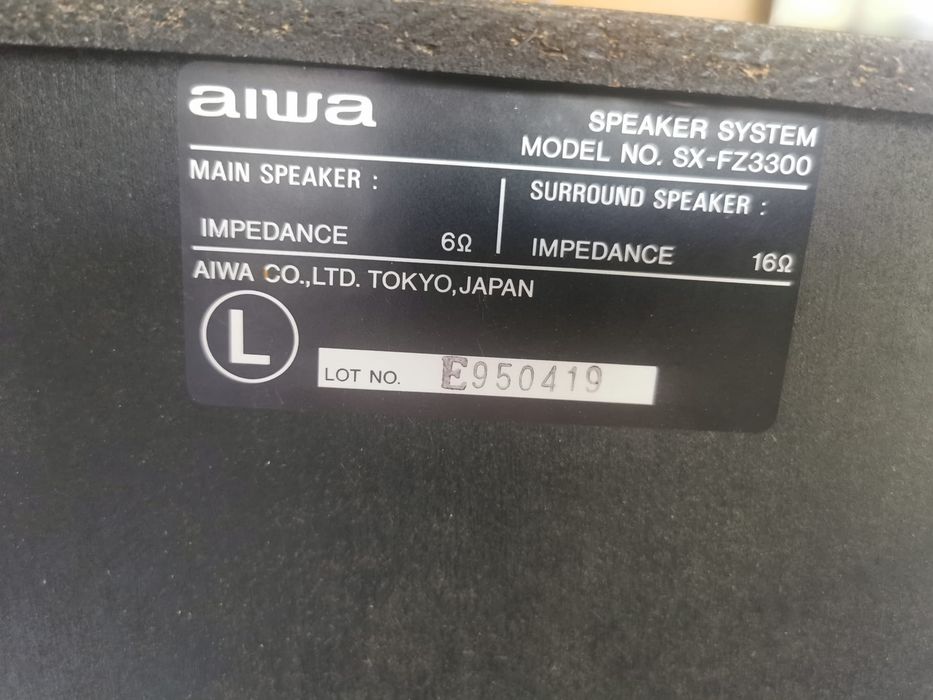 aiwa
SPEAKER SYSTEM
MODEL NO. SX-FZ3300
MAIN SPEAKER :
IMPEDANCE 6Ω
SURROUND SPEAKER :
IMPEDANCE 16Ω
AIWA CO.,LTD. TOKYO,JAPAN
L
LOT NO. E950419